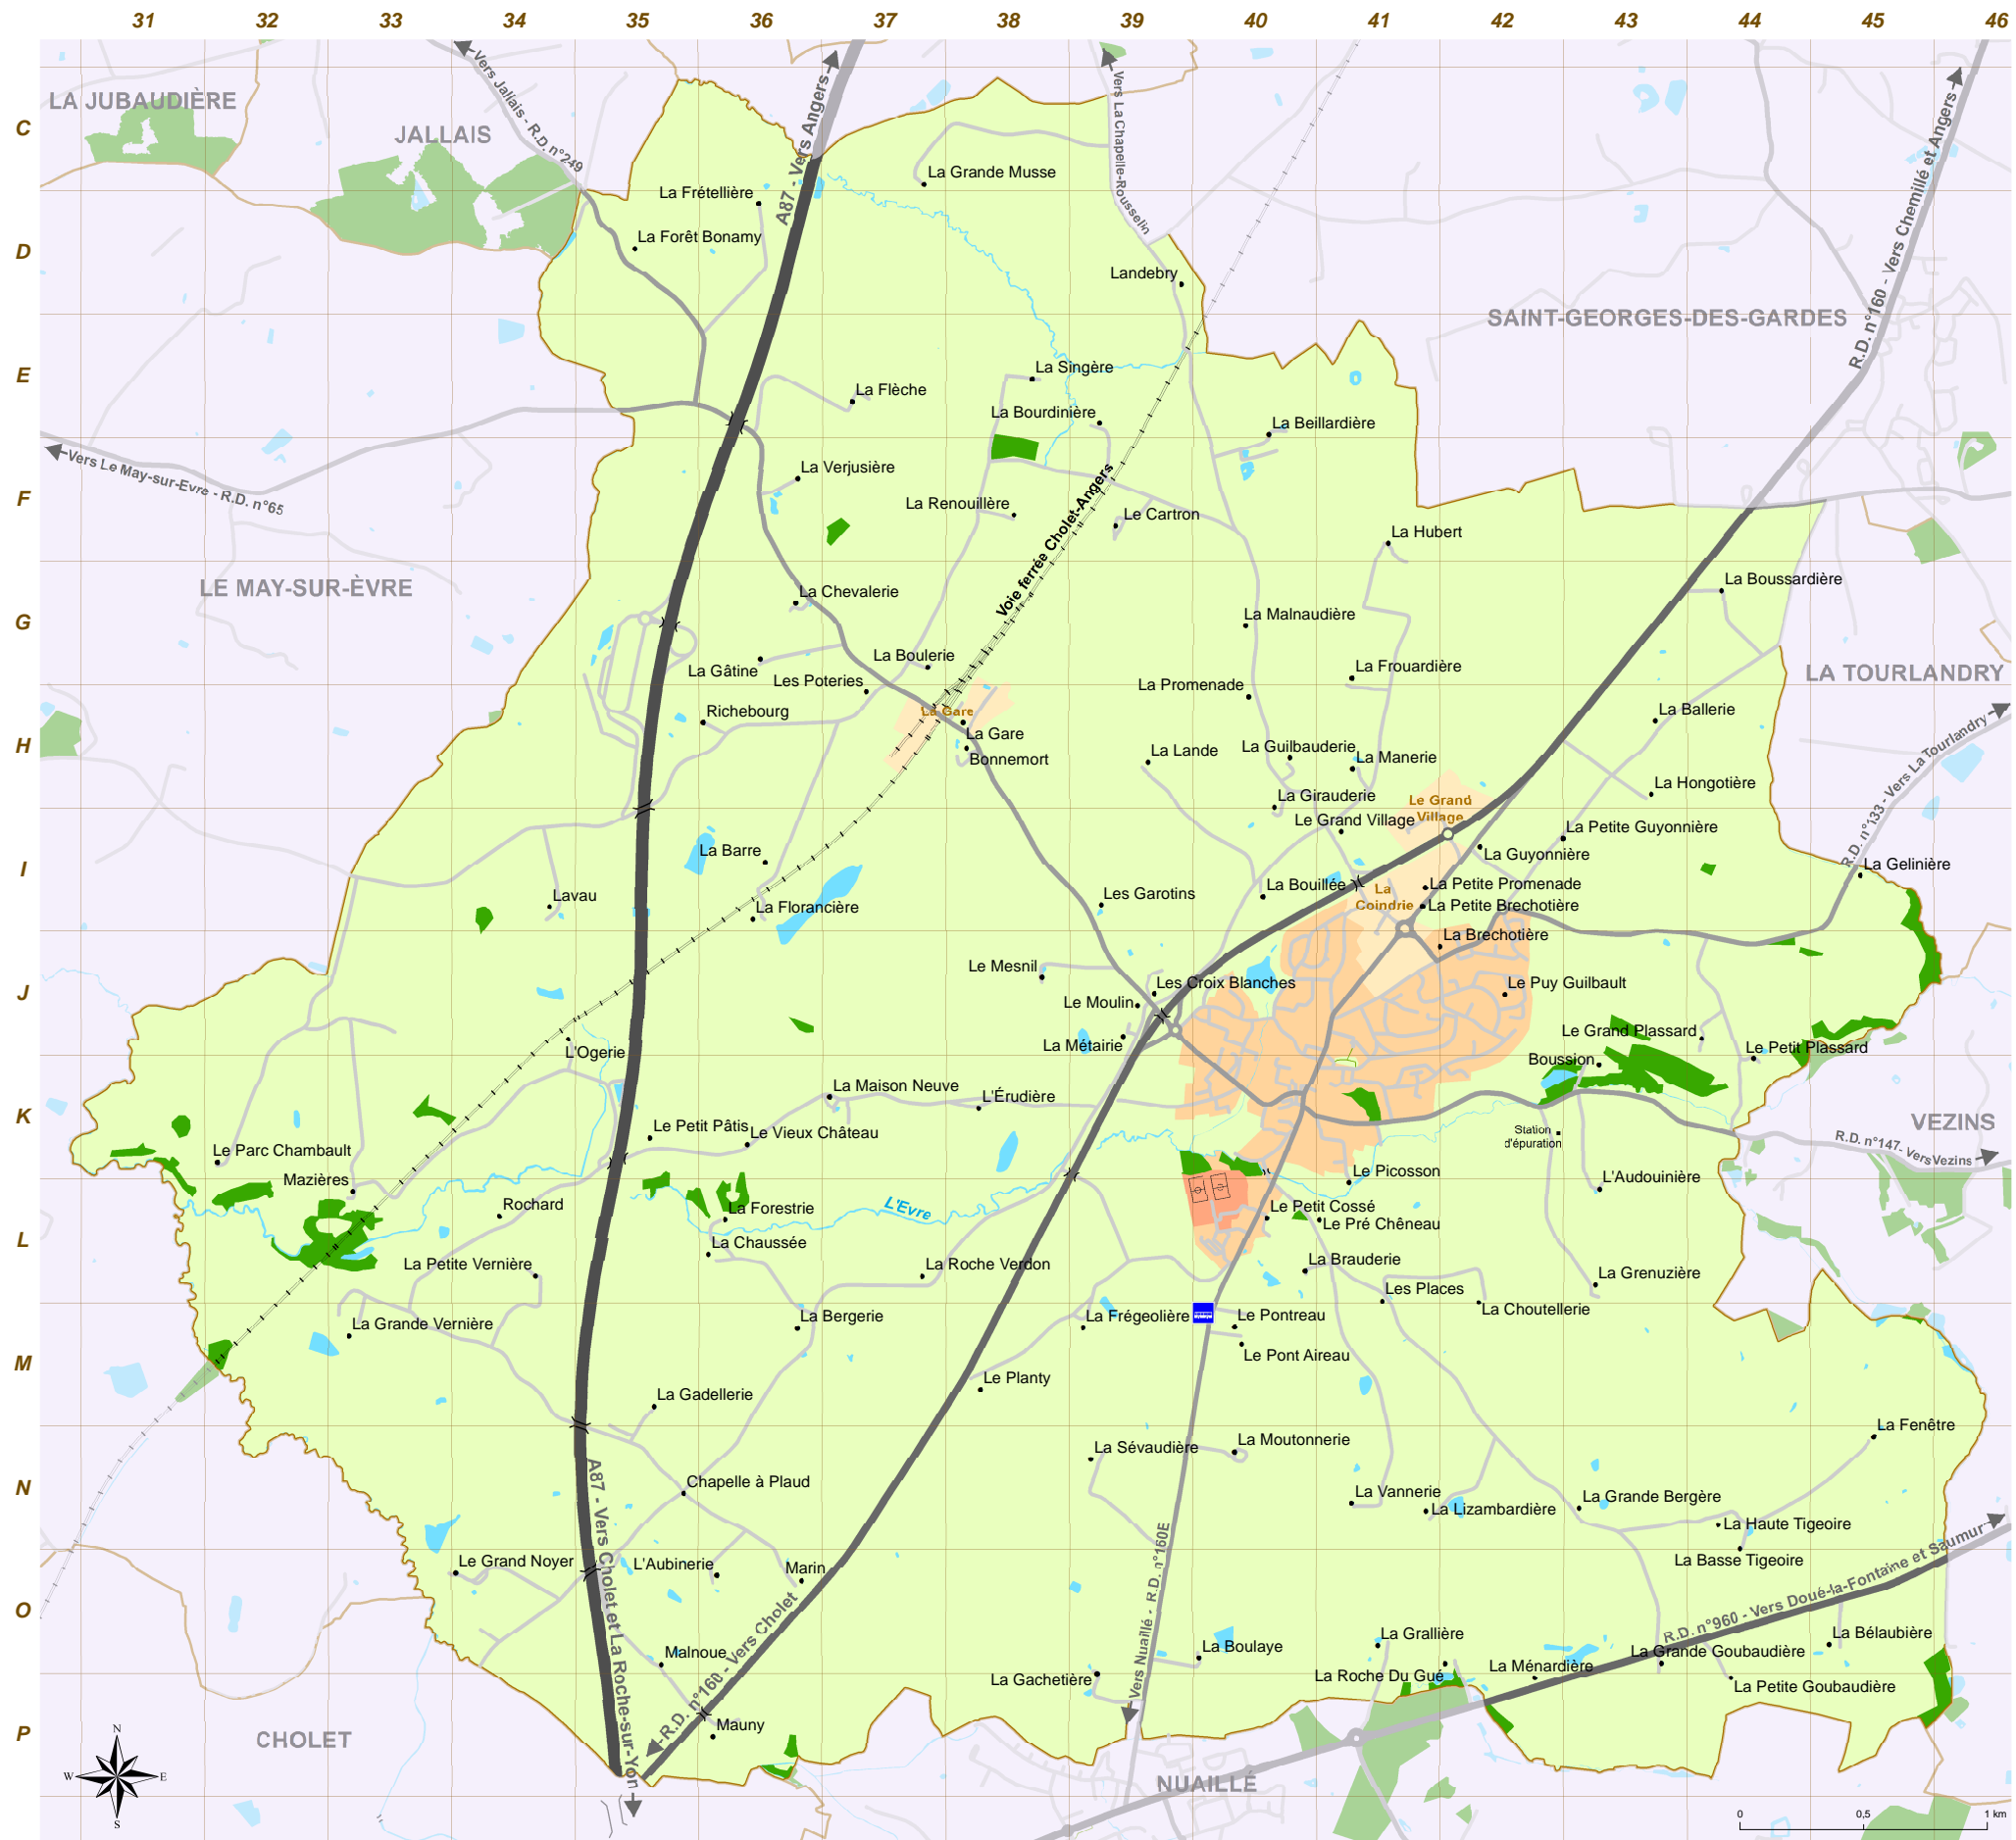 31 32 33 34 35 36 37 38 39 40 41 42 43 44 45 46
C
D
E
F
G
H
I
J
K
L
M
N
O
P
LA JUBAUDIÈRE
JALLAIS
Vers Jallais - R.D. n°249
A87 - Vers Angers
Vers La Chapelle-Rousselin
R.D. n°160 - Vers Chemillé et Angers
La Grande Musse
La Frétellière
La Forêt Bonamy
Landebry
SAINT-GEORGES-DES-GARDES
La Singère
La Flèche
La Bourdinière
La Beillardière
Vers Le May-sur-Evre - R.D. n°65
La Verjusière
La Renouillère
Le Cartron
Voie ferrée Cholet-Angers
La Hubert
LE MAY-SUR-ÈVRE
La Boussardière
La Chevalerie
La Malnaudière
La Boulerie
La Gâtine
La Frouardière
LA TOURLANDRY
Les Poteries
La Promenade
Richebourg
La Gare
La Gare
Bonnemort
La Ballerie
La Lande
La Guilbauderie
La Manerie
R.D. n°133 - Vers La Tourlandry
La Hongotière
La Girauderie
Le Grand
Village
Le Grand Village
La Petite Guyonnière
La Barre
La Guyonnière
La Gelinière
La Bouillée
La Petite Promenade
La
Coindrie
Les Garotins
Lavau
La Florancière
La Petite Brechotière
La Brechotière
Le Mesnil
Les Croix Blanches
Le Puy Guilbault
Le Moulin
La Métairie
Le Grand Plassard
L'Ogerie
Boussion
Le Petit Plassard
La Maison Neuve
L'Érudière
Le Petit Pâtis
Le Vieux Château
Station
d'épuration
VEZINS
R.D. n°147 - Vers Vezins
Le Parc Chambault
Mazières
Le Picosson
L'Audouinière
Rochard
La Forestrie
L'Evre
Le Petit Cossé
Le Pré Chêneau
La Chaussée
La Petite Vernière
La Roche Verdon
La Brauderie
La Grenuzière
Les Places
La Choutellerie
La Grande Vernière
La Bergerie
La Frégeolière
Le Pontreau
Le Pont Aireau
Le Planty
La Gadellerie
La Fenêtre
La Sévaudière
La Moutonnerie
Chapelle à Plaud
La Vannerie
La Lizambardière
La Grande Bergère
La Haute Tigeoire
La Basse Tigeoire
Le Grand Noyer
L'Aubinerie
Marin
A87 - Vers Cholet et La Roche-sur-Yon
R.D. n°160 - Vers Cholet
Vers Nuaillé - R.D. n°160E
R.D. n°960 - Vers Doué-la-Fontaine et Saumur
Malnoue
La Boulaye
La Grallière
La Grande Goubaudière
La Bélaubière
La Gachetière
La Roche Du Gué
La Ménardière
La Petite Goubaudière
Mauny
CHOLET
NUAILLÉ
N
W E
S
0 0,5 1 km